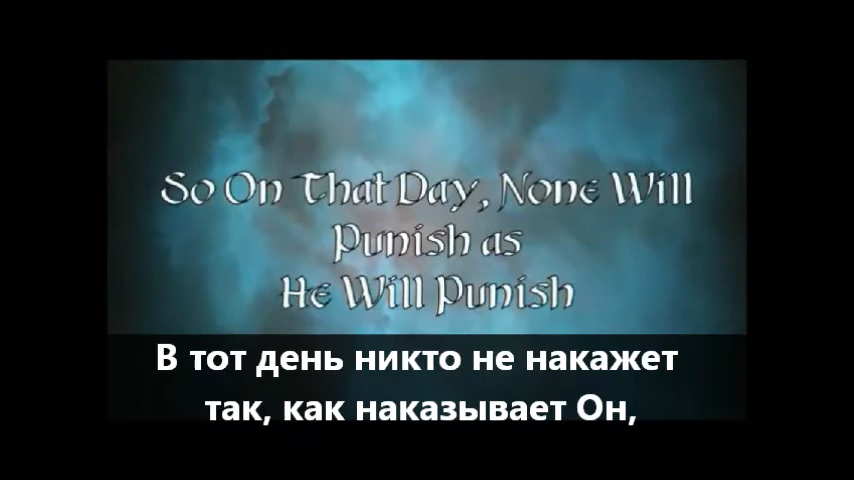 So On That Day, None Will
Punish as
He Will Punish
В тот день никто не накажет
так, как наказывает Он,